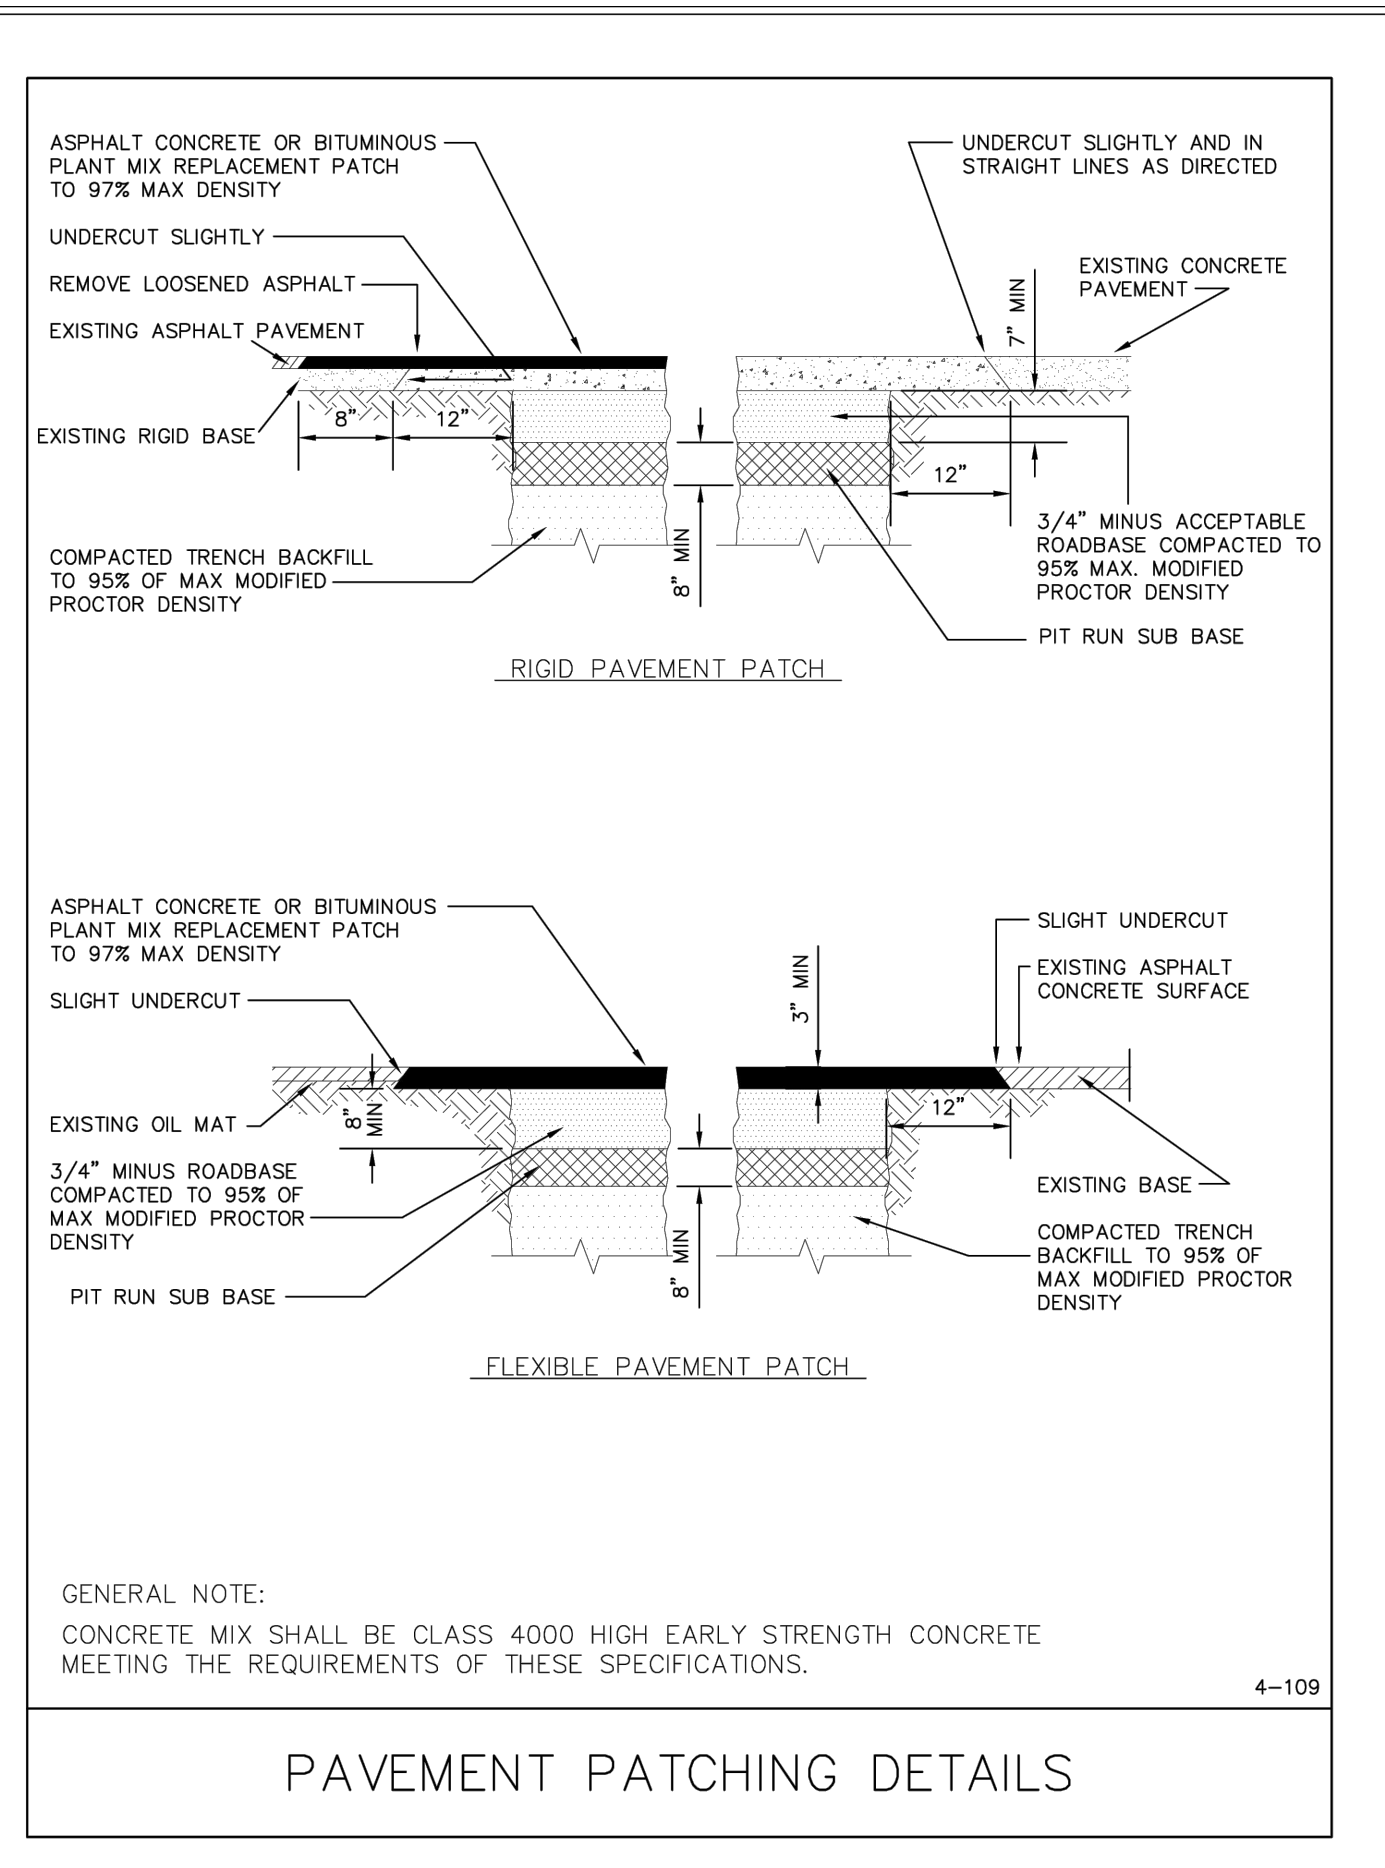 ASPHALT CONCRETE OR BITUMINOUS
PLANT MIX REPLACEMENT PATCH
TO 97% MAX DENSITY
UNDERCUT SLIGHTLY
REMOVE LOOSENED ASPHALT
EXISTING ASPHALT PAVEMENT
EXISTING RIGID BASE
8"
12"
COMPACTED TRENCH BACKFILL
TO 95% OF MAX MODIFIED
PROCTOR DENSITY
UNDERCUT SLIGHTLY AND IN
STRAIGHT LINES AS DIRECTED
EXISTING CONCRETE
PAVEMENT
7" MIN
12"
8" MIN
3/4" MINUS ACCEPTABLE
ROADBASE COMPACTED TO
95% MAX. MODIFIED
PROCTOR DENSITY
PIT RUN SUB BASE
RIGID PAVEMENT PATCH
ASPHALT CONCRETE OR BITUMINOUS
PLANT MIX REPLACEMENT PATCH
TO 97% MAX DENSITY
SLIGHT UNDERCUT
EXISTING OIL MAT
8"
MIN
3/4" MINUS ROADBASE
COMPACTED TO 95% OF
MAX MODIFIED PROCTOR
DENSITY
PIT RUN SUB BASE
3" MIN
8" MIN
SLIGHT UNDERCUT
EXISTING ASPHALT
CONCRETE SURFACE
12"
EXISTING BASE
COMPACTED TRENCH
BACKFILL TO 95% OF
MAX MODIFIED PROCTOR
DENSITY
FLEXIBLE PAVEMENT PATCH
GENERAL NOTE:
CONCRETE MIX SHALL BE CLASS 4000 HIGH EARLY STRENGTH CONCRETE
MEETING THE REQUIREMENTS OF THESE SPECIFICATIONS.
4-109
PAVEMENT PATCHING DETAILS